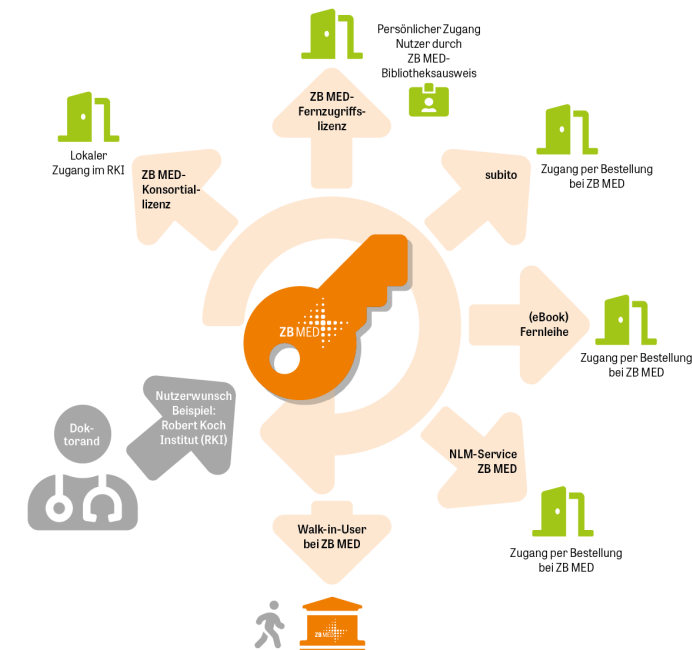 Persönlicher Zugang
Nutzer durch
ZB MED-
Bibliotheksausweis
ZB MED-
Fernzugriffs-
lizenz
Lokaler
Zugang im RKI
ZB MED-
Konsortial-
lizenz
subito
Zugang per Bestellung
bei ZB MED
ZB MED
(eBook)
Fernleihe
Zugang per Bestellung
bei ZB MED
Nutzerwunsch
Beispiel:
Robert Koch
Institut (RKI)
Dok-
torand
NLM-Service
ZB MED
Zugang per Bestellung
bei ZB MED
Walk-in-User
bei ZB MED
ZB MED